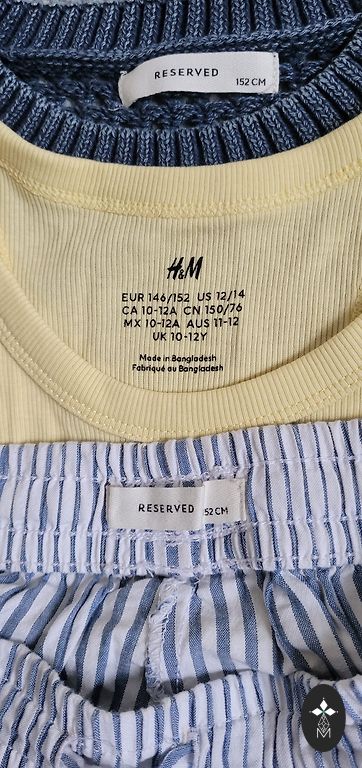 RESERVED
152 CM
H&M
EUR 146/152 US 12/14
CA 10-12A CN 150/76
MX 10-12A AUS 11-12
UK 10-12Y
Made in Bangladesh
Fabriqué au Bangladesh
RESERVED
52 CM